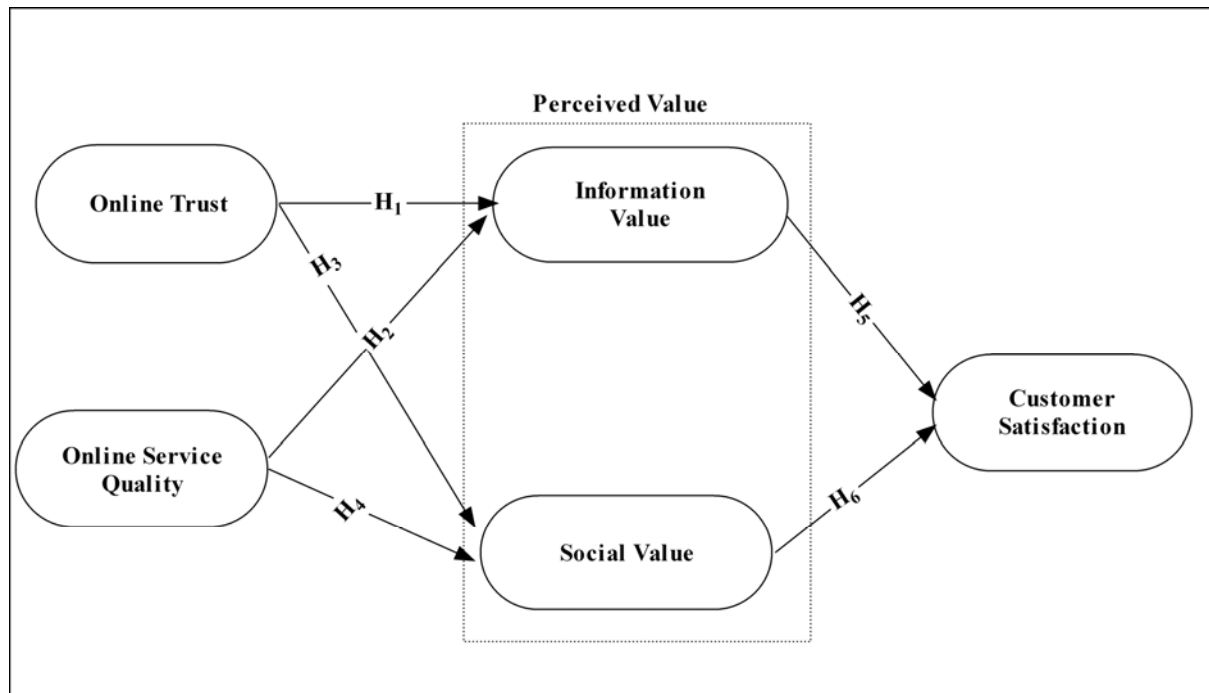 Perceived Value
Online Trust
H1
Information
Value
H3
H2
H5
Customer
Satisfaction
Online Service
Quality
H4
H6
Social Value